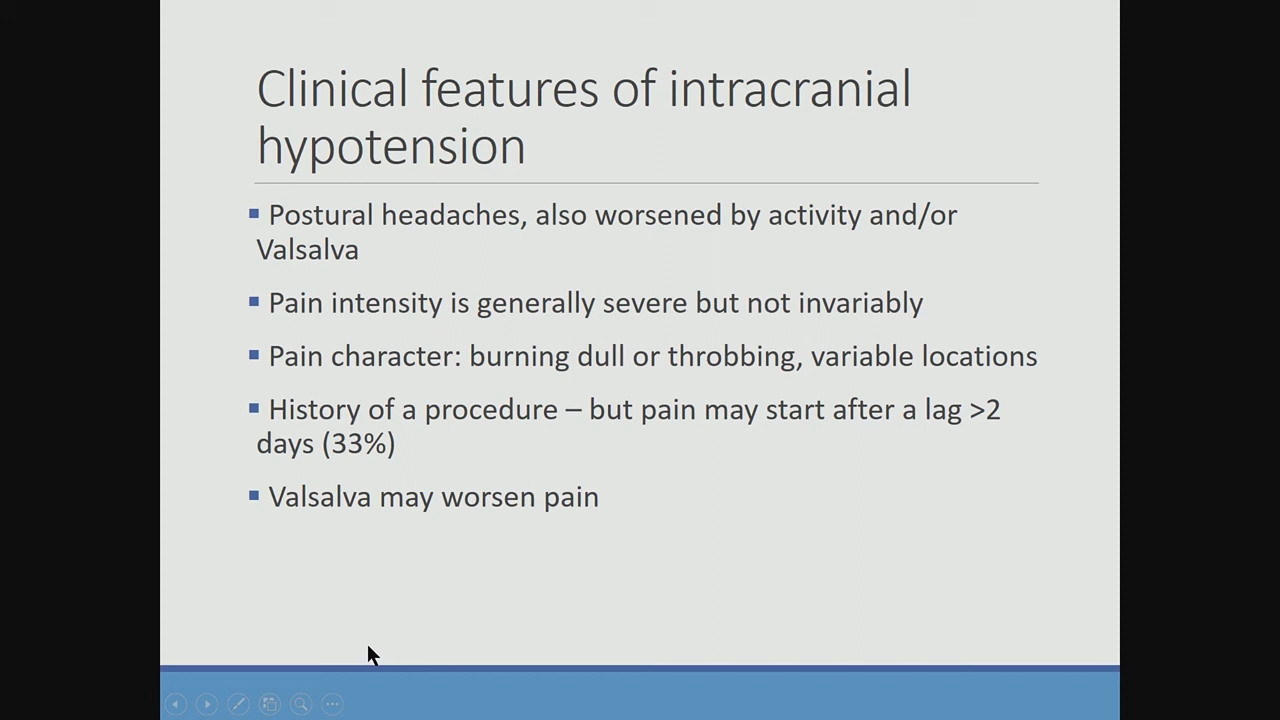 Clinical features of intracranial
hypotension
Postural headaches, also worsened by activity and/or
Valsalva
Pain intensity is generally severe but not invariably
Pain character: burning dull or throbbing, variable locations
History of a procedure – but pain may start after a lag >2
days (33%)
Valsalva may worsen pain